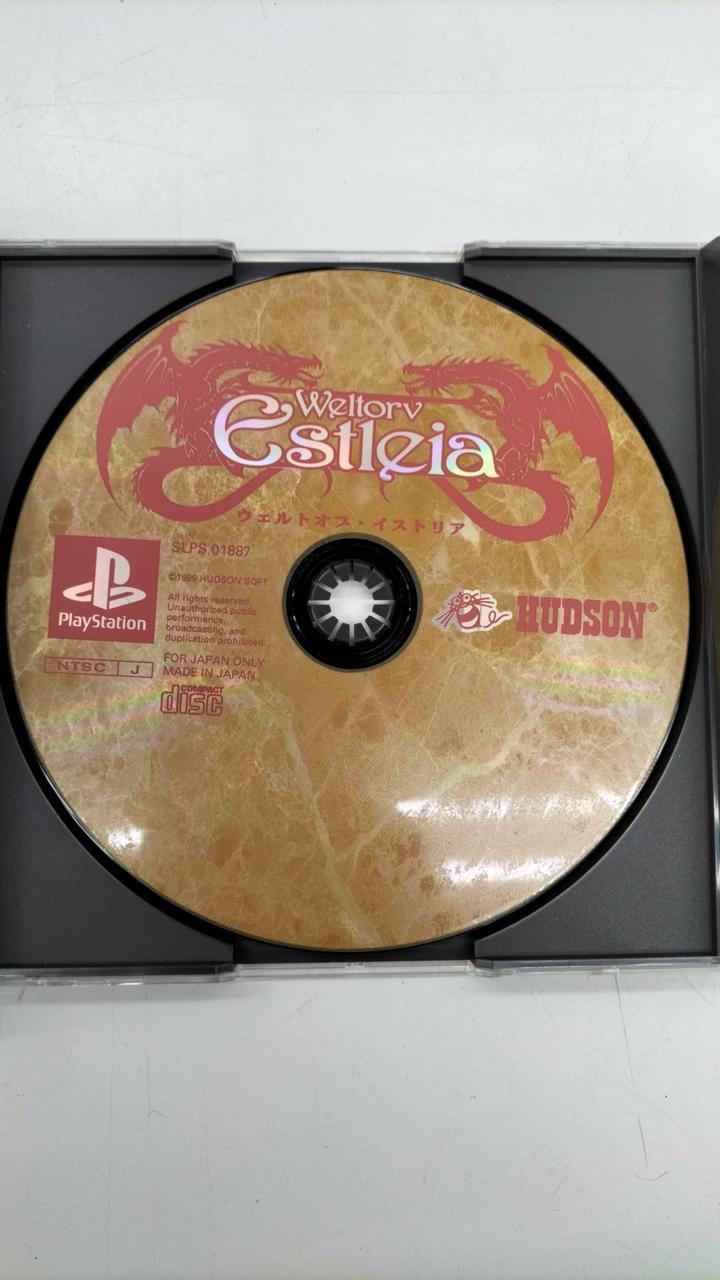 Weltorv
Estleia
ウェルトオブ・イストリア
PlayStation
SLPS 01887
©1999 HUDSON SOFT
All rights reserved.
Unauthorized public
performance,
broadcasting, and
duplication prohibited.
NTSC J
FOR JAPAN ONLY
MADE IN JAPAN
COMPACT
disc
HUDSON®